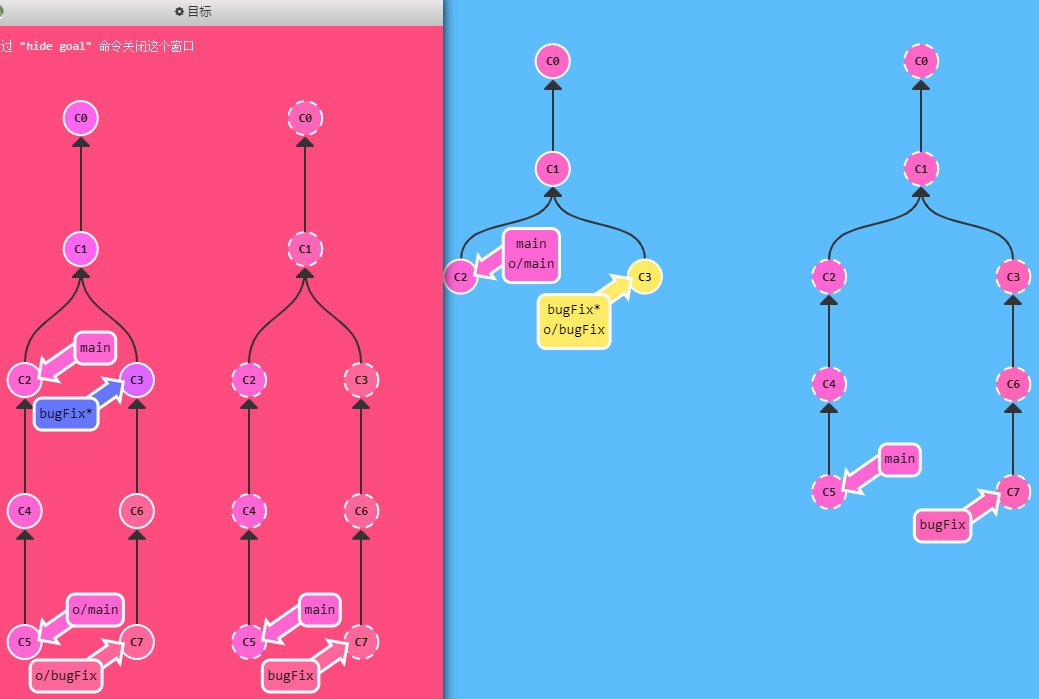 目标
过 "hide goal" 命令关闭这个窗口
C0
C0
C1
C1
main
C2
C3
bugFix*
C2
C3
C4
C6
C4
C6
o/main
main
C5
C7
C5
C7
o/bugFix
bugFix
C0
C0
C1
C1
main
o/main
C2
C3
bugFix*
o/bugFix
C2
C3
C4
C6
main
C5
C7
bugFix